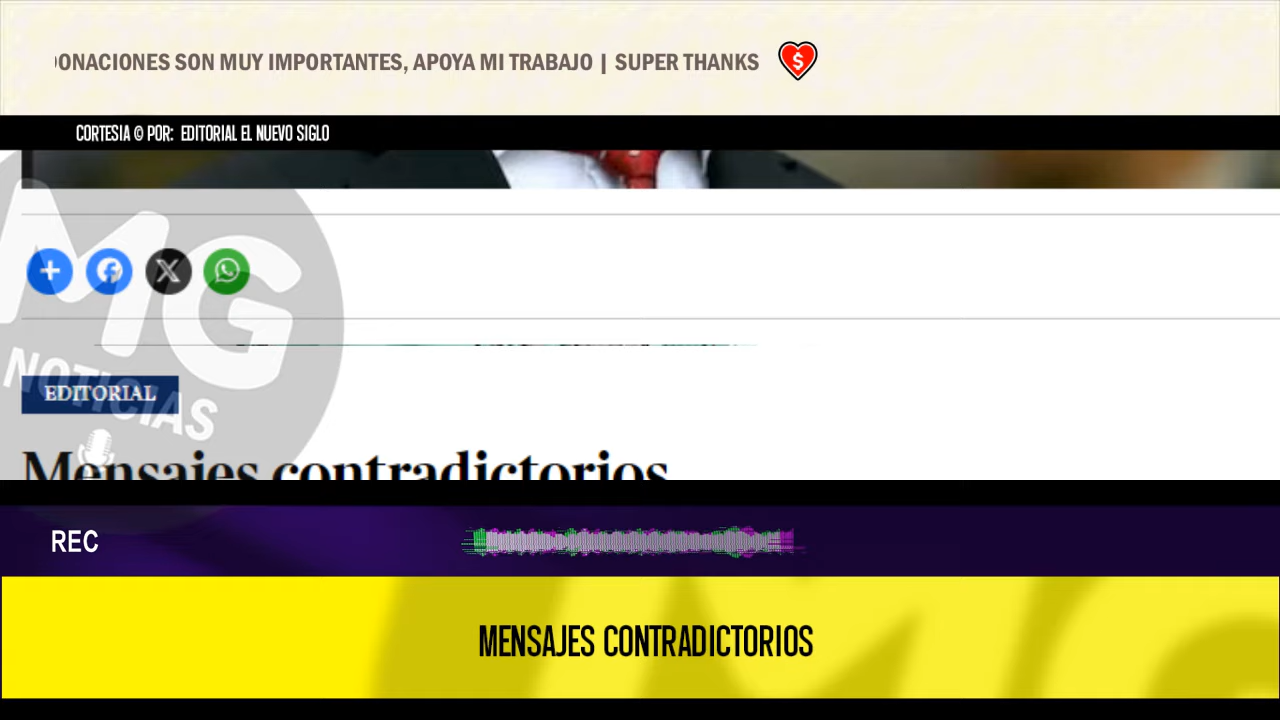 DONACIONES SON MUY IMPORTANTES, APOYA MI TRABAJO | SUPER THANKS
CORTESIA © POR: EDITORIAL EL NUEVO SIGLO
MG
NOTICIAS
EDITORIAL
Mensajes contradictorios
REC
MENSAJES CONTRADICTORIOS